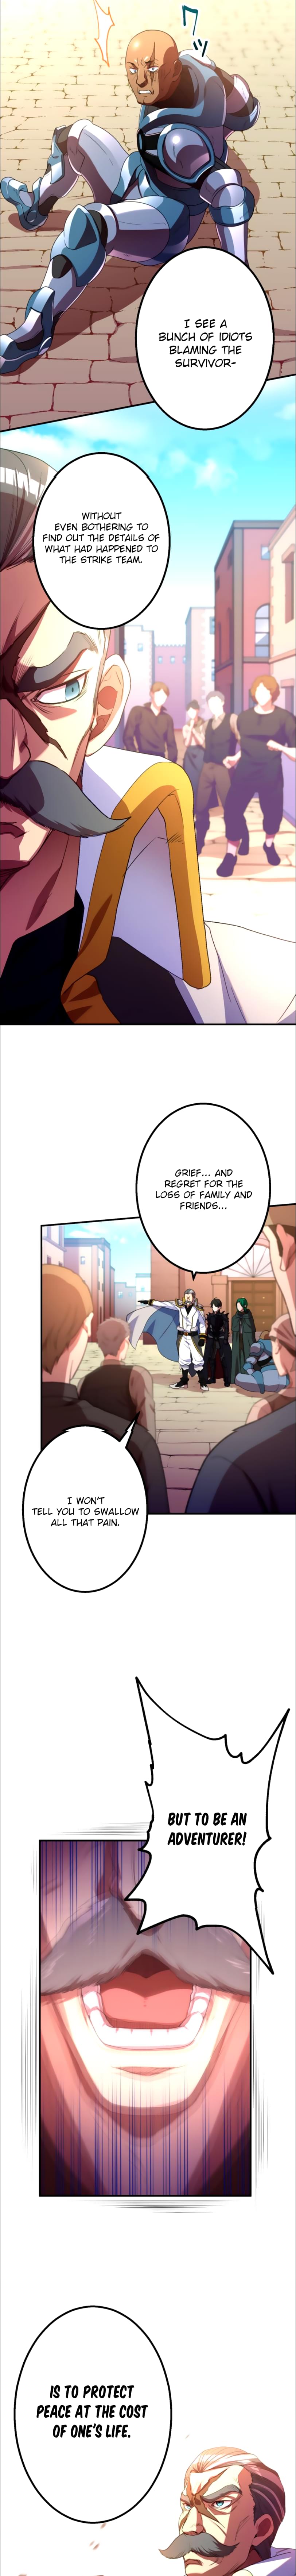 クッ
I SEE A
BUNCH OF IDIOTS
BLAMING THE
SURVIVOR-
WITHOUT
EVEN BOTHERING TO
FIND OUT THE DETAILS OF
WHAT HAD HAPPENED TO
THE STRIKE TEAM.
GRIEF... AND
REGRET FOR THE
LOSS OF FAMILY AND
FRIENDS...
I WON'T
TELL YOU TO SWALLOW
ALL THAT PAIN.
BUT TO BE AN
ADVENTURER!
IS TO PROTECT
PEACE AT THE COST
OF ONE'S LIFE.